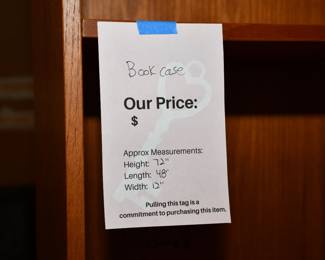 Book case
Our Price:
$
Approx Measurements:
Height: 72"
Length: 48"
Width: 12"
Pulling this tag is a
commitment to purchasing this item.